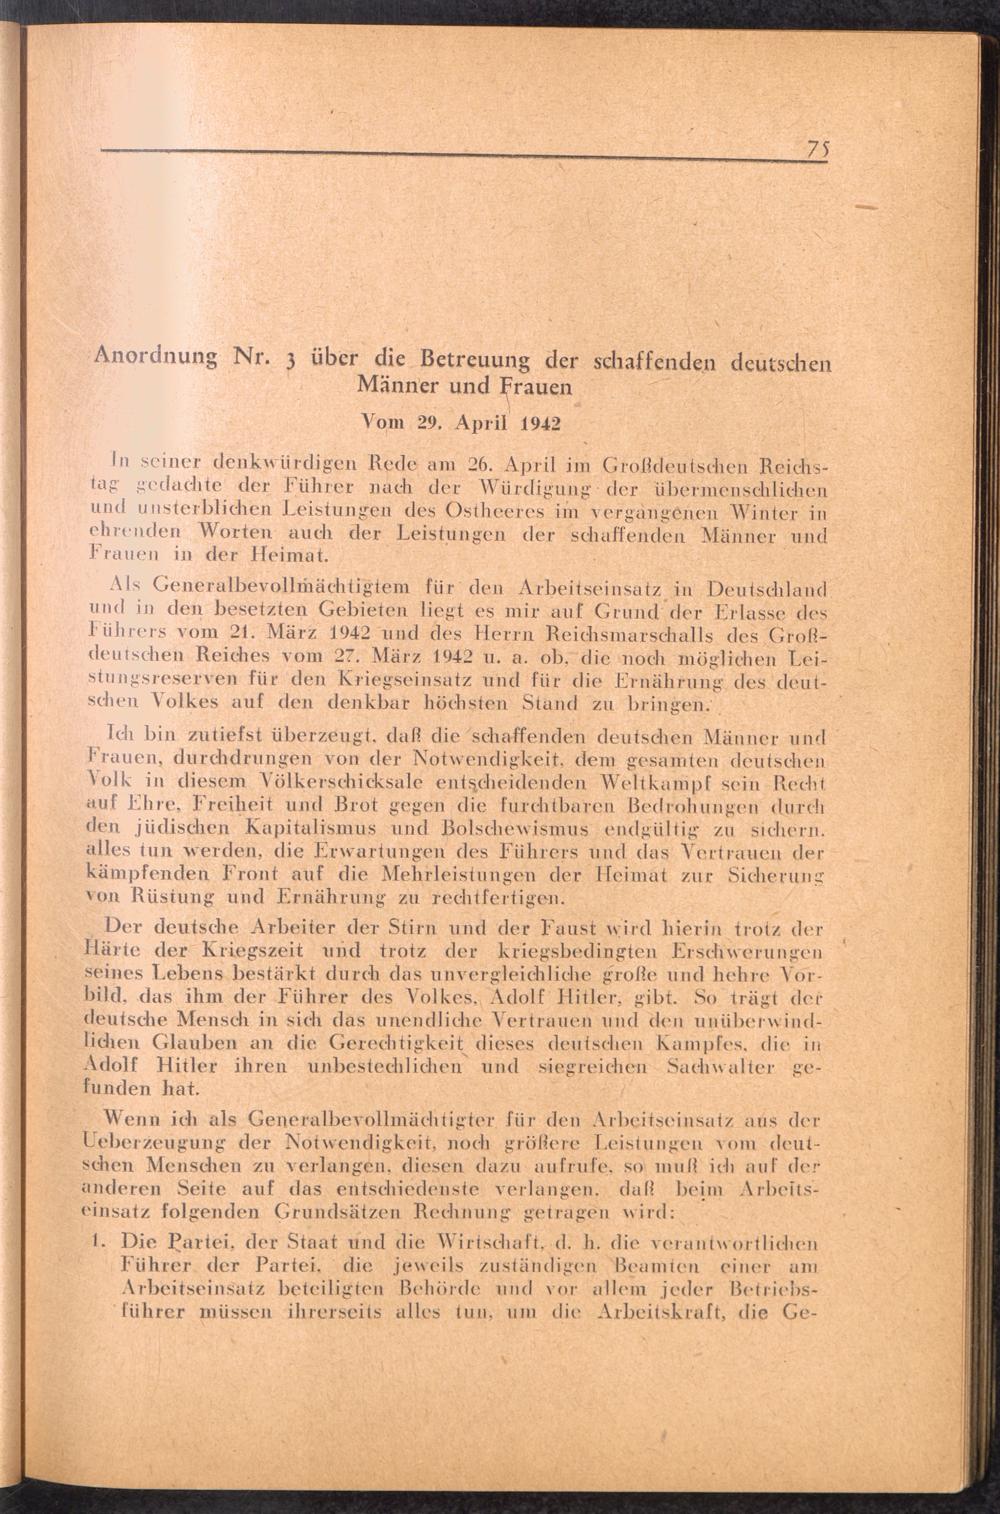 75
Anordnung Nr. 3 über die Betreuung der schaffenden deutschen
Männer und Frauen
Vom 29. April 1942
In seiner denkwürdigen Rede am 26. April im Großdeutschen Reichs-
tag gedachte der Führer nach der Würdigung der übermenschlichen
und unsterblichen Leistungen des Ostheeres im vergangenen Winter in
ehrenden Worten auch der Leistungen der schaffenden Männer und
Frauen in der Heimat.
Als Generalbevollmächtigtem für den Arbeitseinsatz in Deutschland
und in den besetzten Gebieten liegt es mir auf Grund der Erlasse des
Führers vom 21. März 1942 und des Herrn Reichsmarschalls des Groß-
deutschen Reiches vom 27. März 1942 u. a. ob, die noch möglichen Lei-
stungsreserven für den Kriegseinsatz und für die Ernährung des deut-
schen Volkes auf den denkbar höchsten Stand zu bringen.
Ich bin zutiefst überzeugt, daß die schaffenden deutschen Männer und
Frauen, durchdrungen von der Notwendigkeit, dem gesamten deutschen
Volk in diesem Völkerschicksale entscheidenden Weltkampf sein Recht
auf Ehre, Freiheit und Brot gegen die furchtbaren Bedrohungen durch
den jüdischen Kapitalismus und Bolschewismus endgültig zu sichern,
alles tun werden, die Erwartungen des Führers und das Vertrauen der
kämpfenden Front auf die Mehrleistungen der Heimat zur Sicherung
von Rüstung und Ernährung zu rechtfertigen.
Der deutsche Arbeiter der Stirn und der Faust wird hierin trotz der
Härte der Kriegszeit und trotz der kriegsbedingten Erschwerungen
seines Lebens bestärkt durch das unvergleichliche große und hehre Vor-
bild, das ihm der Führer des Volkes, Adolf Hitler, gibt. So trägt der
deutsche Mensch in sich das unendliche Vertrauen und den unüberwind-
lichen Glauben an die Gerechtigkeit dieses deutschen Kampfes, die in
Adolf Hitler ihren unbestechlichen und siegreichen Sachwalter ge-
funden hat.
Wenn ich als Generalbevollmächtigter für den Arbeitseinsatz aus der
Ueberzeugung der Notwendigkeit, noch größere Leistungen vom deut-
schen Menschen zu verlangen, diesen dazu aufrufe, so muß ich auf der
anderen Seite auf das entschiedenste verlangen, daß beim Arbeits-
einsatz folgenden Grundsätzen Rechnung getragen wird:
1. Die Partei, der Staat und die Wirtschaft, d. h. die verantwortlichen
Führer der Partei, die jeweils zuständigen Beamten einer am
Arbeitseinsatz beteiligten Behörde und vor allem jeder Betriebs-
führer müssen ihrerseits alles tun, um die Arbeitskraft, die Ge-